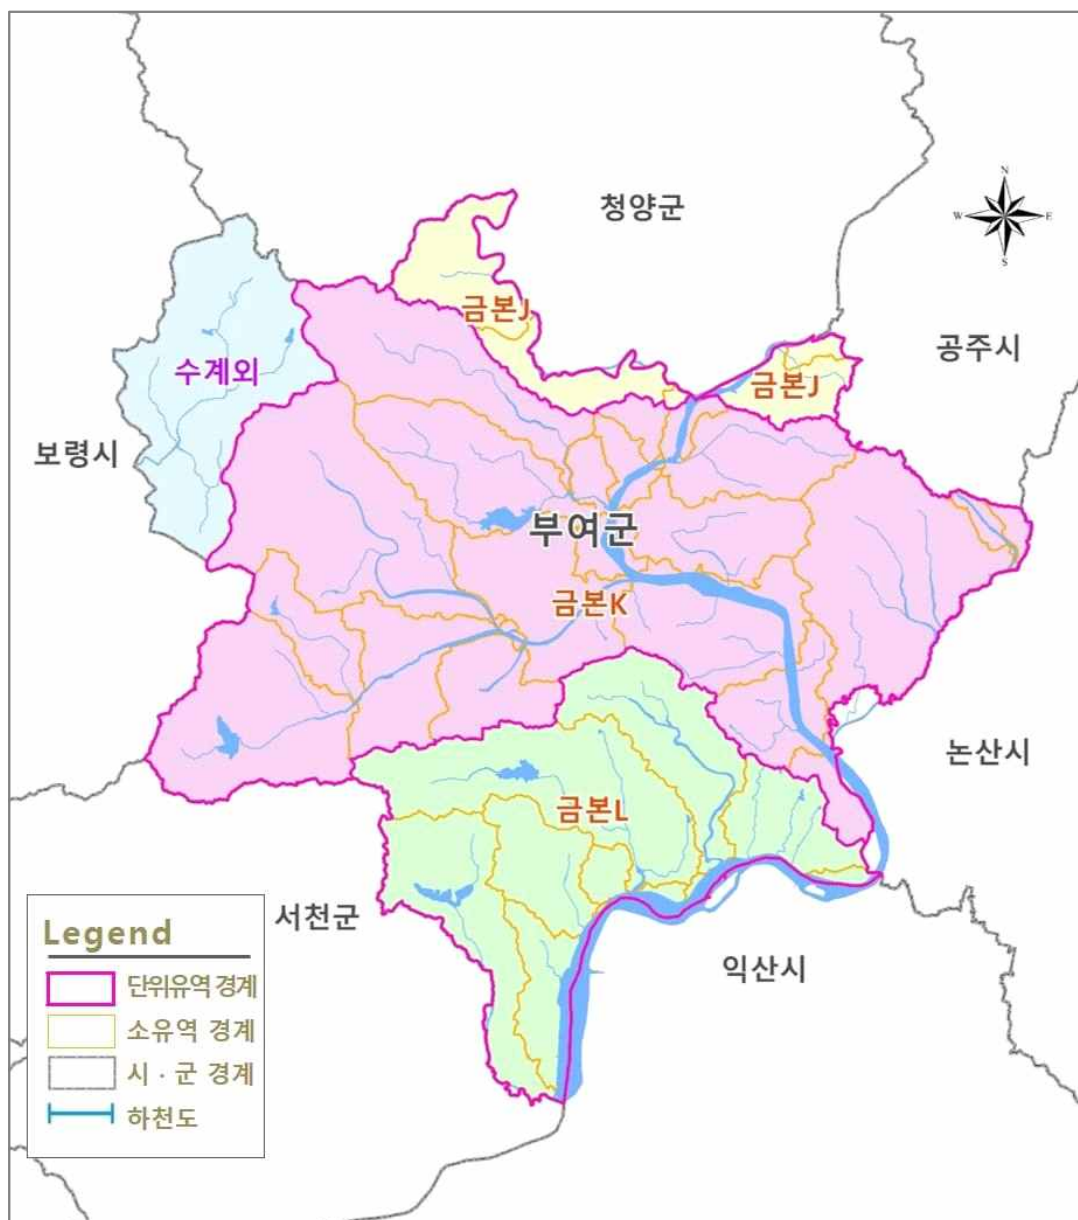 N
청양군
W
E
S
금본J
공주시
수계외
금본J
보령시
부여군
금본K
논산시
금본L
서천군
익산시
Legend
단위유역 경계
소유역 경계
시 · 군 경계
하천도